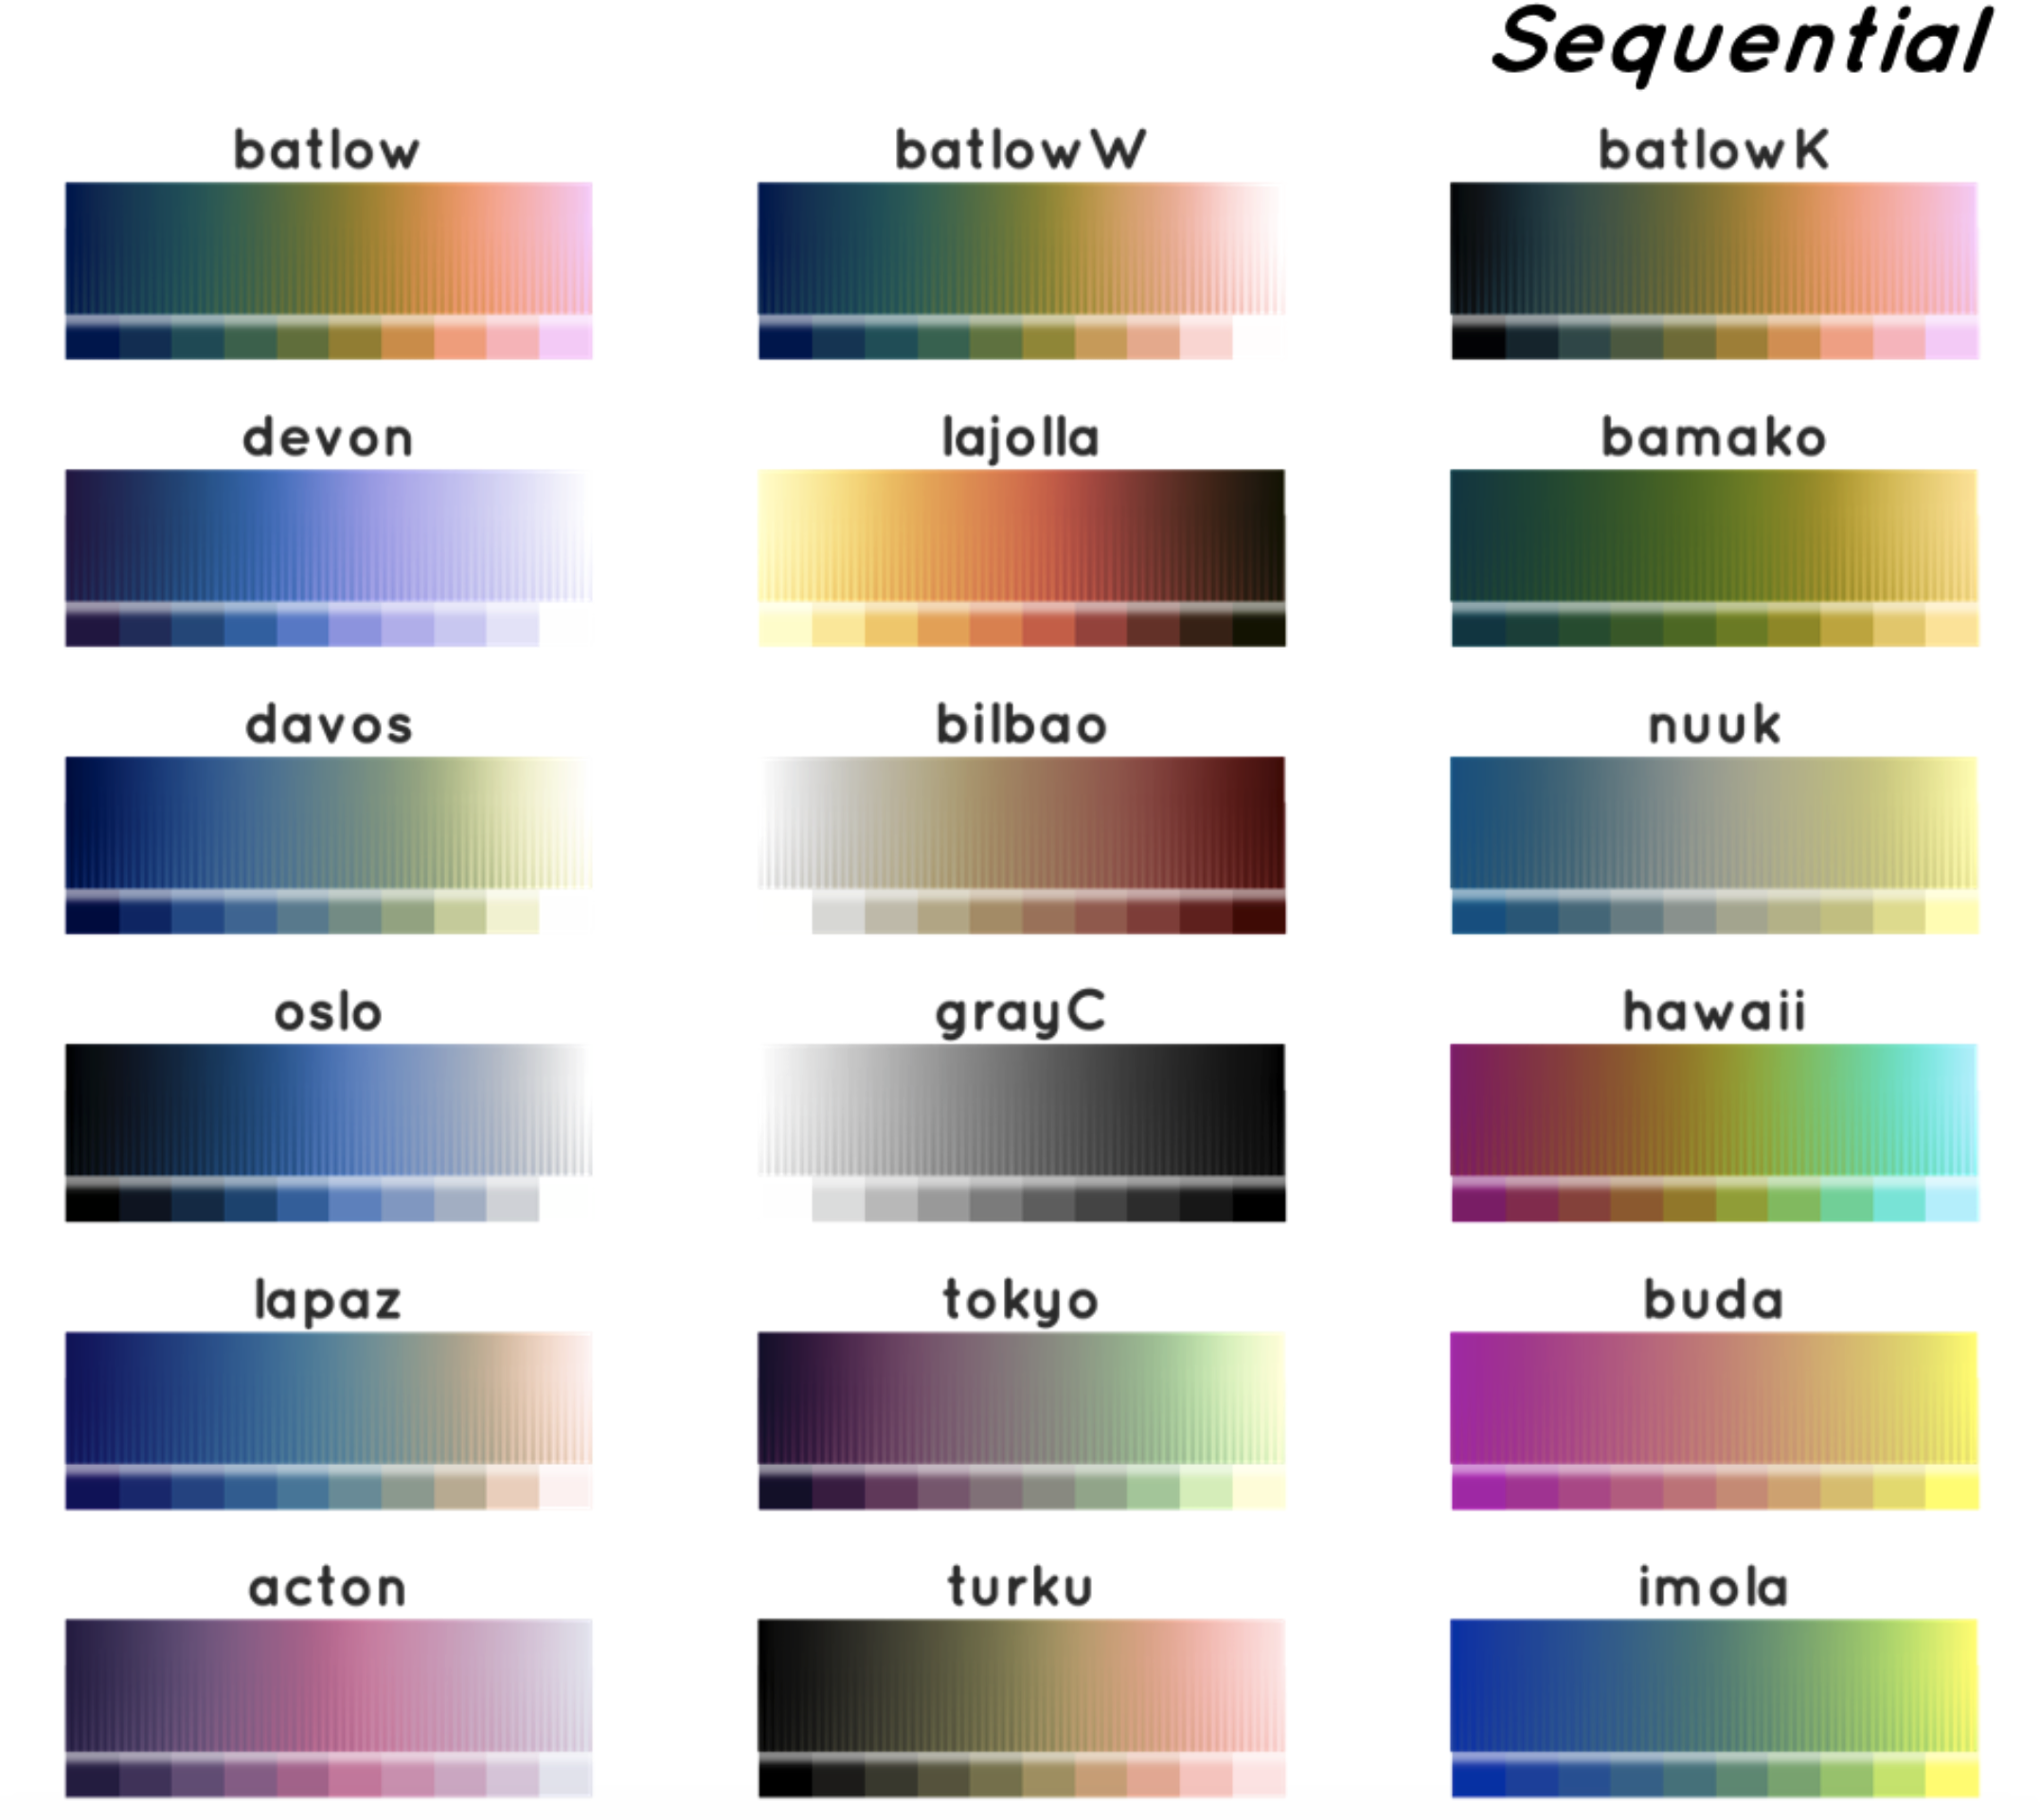 Sequential
batlow
batlowW
batlowK
devon
lajolla
bamako
davos
bilbao
nuuk
oslo
grayC
hawaii
lapaz
tokyo
buda
acton
turku
imola